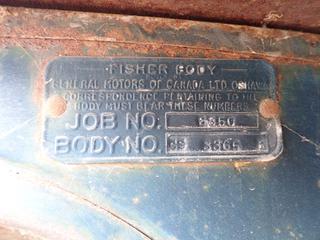 FISHER BODY
GENERAL MOTORS OF CANADA LTD. OSHAWA
CORRESPONDENCE PERTAINING TO THE
BODY MUST BEAR THESE NUMBERS
JOB NO.
BODY NO.